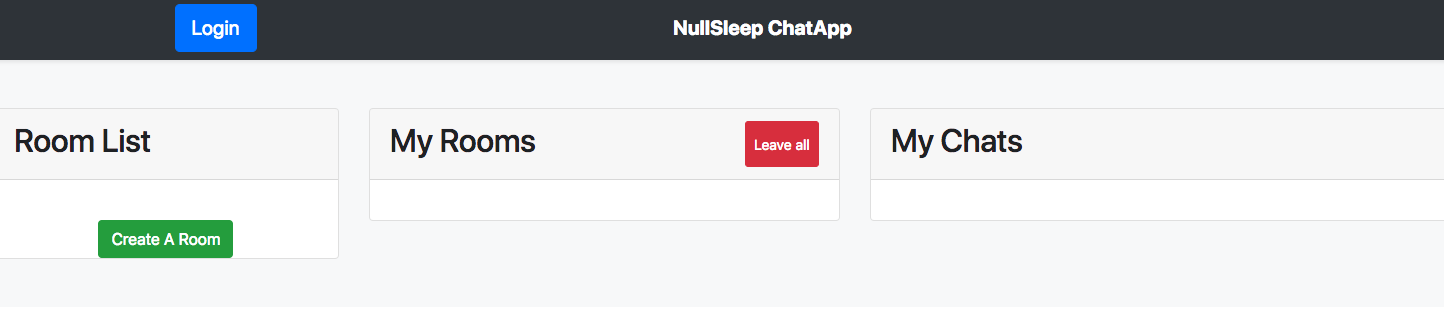 Login
NullSleep ChatApp
Room List
My Rooms
Leave all
My Chats
Create A Room